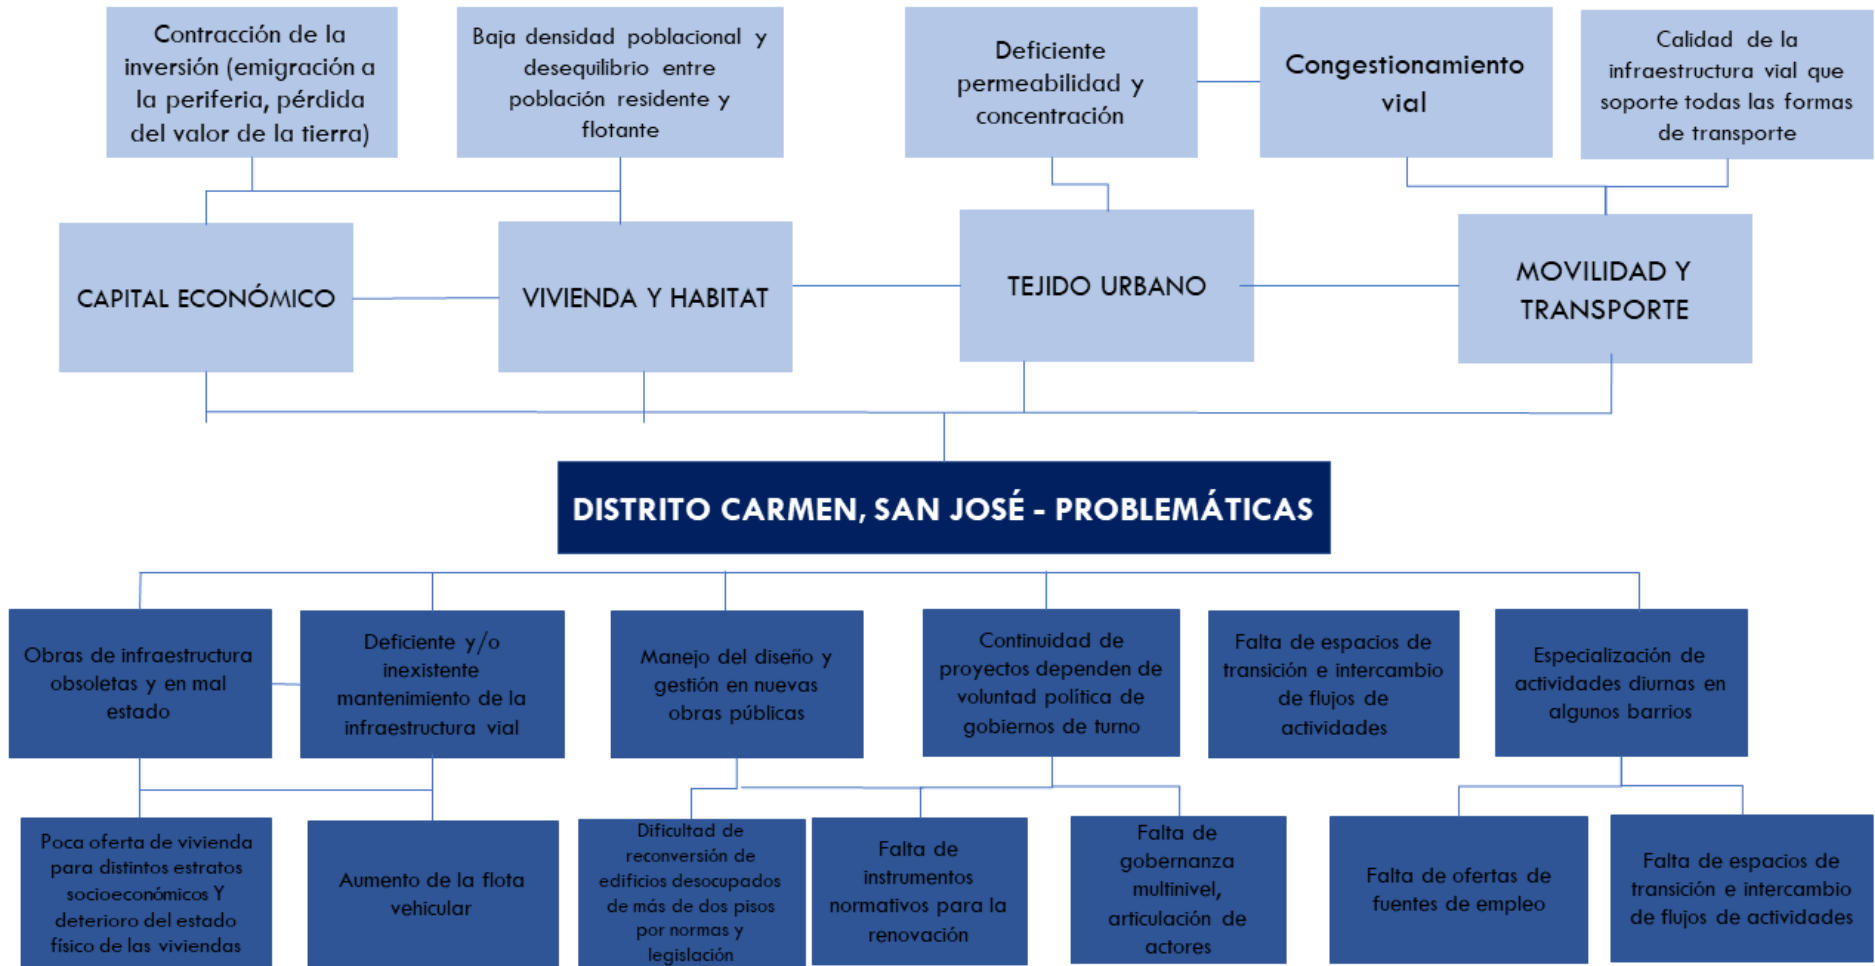 Contracción de la
inversión (emigración a
la periferia, pérdida
del valor de la tierra)
Baja densidad poblacional y
desequilibrio entre
población residente y
flotante
Deficiente
permeabilidad y
concentración
Congestionamiento
vial
Calidad de la
infraestructura vial que
soporte todas las formas
de transporte
CAPITAL ECONÓMICO
VIVIENDA Y HABITAT
TEJIDO URBANO
MOVILIDAD Y
TRANSPORTE
DISTRITO CARMEN, SAN JOSÉ - PROBLEMÁTICAS
Obras de infraestructura
obsoletas y en mal
estado
Deficiente y/o
inexistente
mantenimiento de la
infraestructura vial
Manejo del diseño y
gestión en nuevas
obras públicas
Continuidad de
proyectos dependen de
voluntad política de
gobiernos de turno
Falta de espacios de
transición e intercambio
de flujos de
actividades
Especialización de
actividades diurnas en
algunos barrios
Poca oferta de vivienda
para distintos estratos
socioeconómicos Y
deterioro del estado
físico de las viviendas
Aumento de la flota
vehicular
Dificultad de
reconversión de
edificios desocupados
de más de dos pisos
por normas y
legislación
Falta de
instrumentos
normativos para la
renovación
Falta de
gobernanza
multinivel,
articulación de
actores
Falta de ofertas de
fuentes de empleo
Falta de espacios de
transición e intercambio
de flujos de actividades